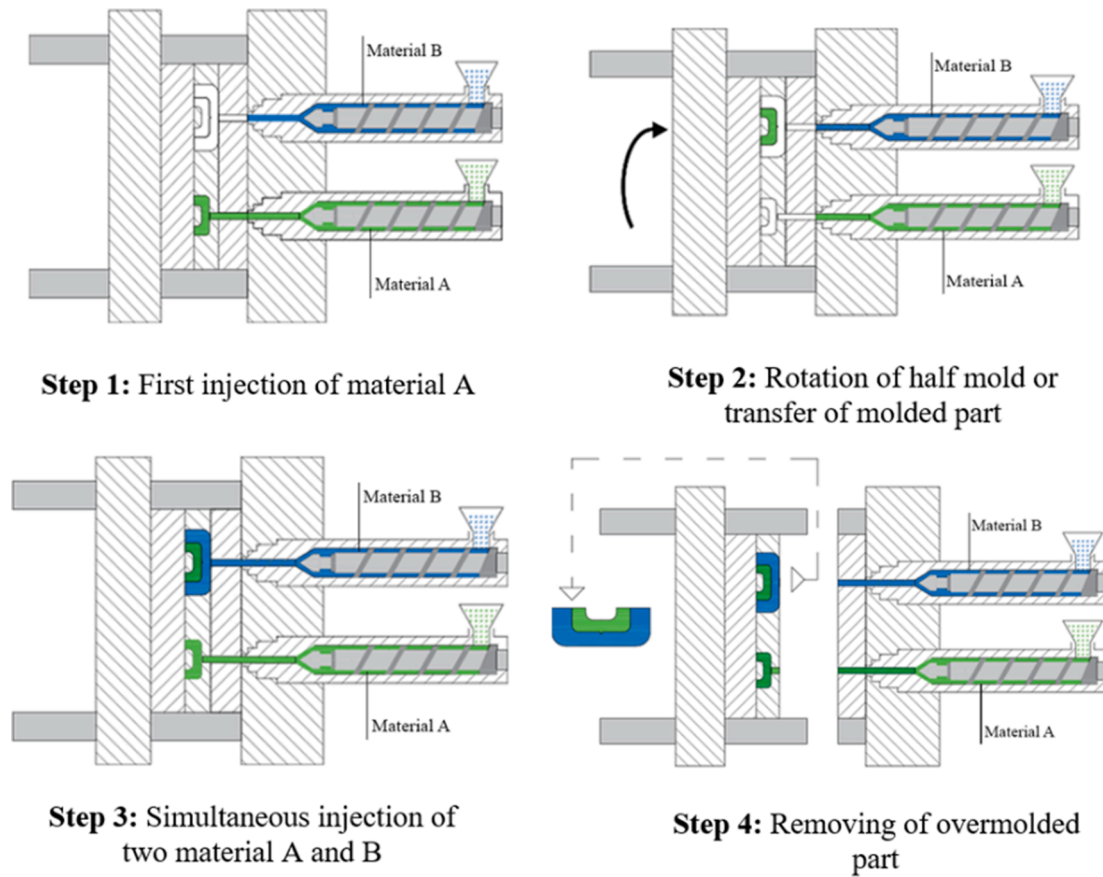 Material B
Material A
Step 1: First injection of material A
Material B
Material A
Step 2: Rotation of half mold or
transfer of molded part
Material B
Material A
Step 3: Simultaneous injection of
two material A and B
Material B
Material A
Step 4: Removing of overmolded
part